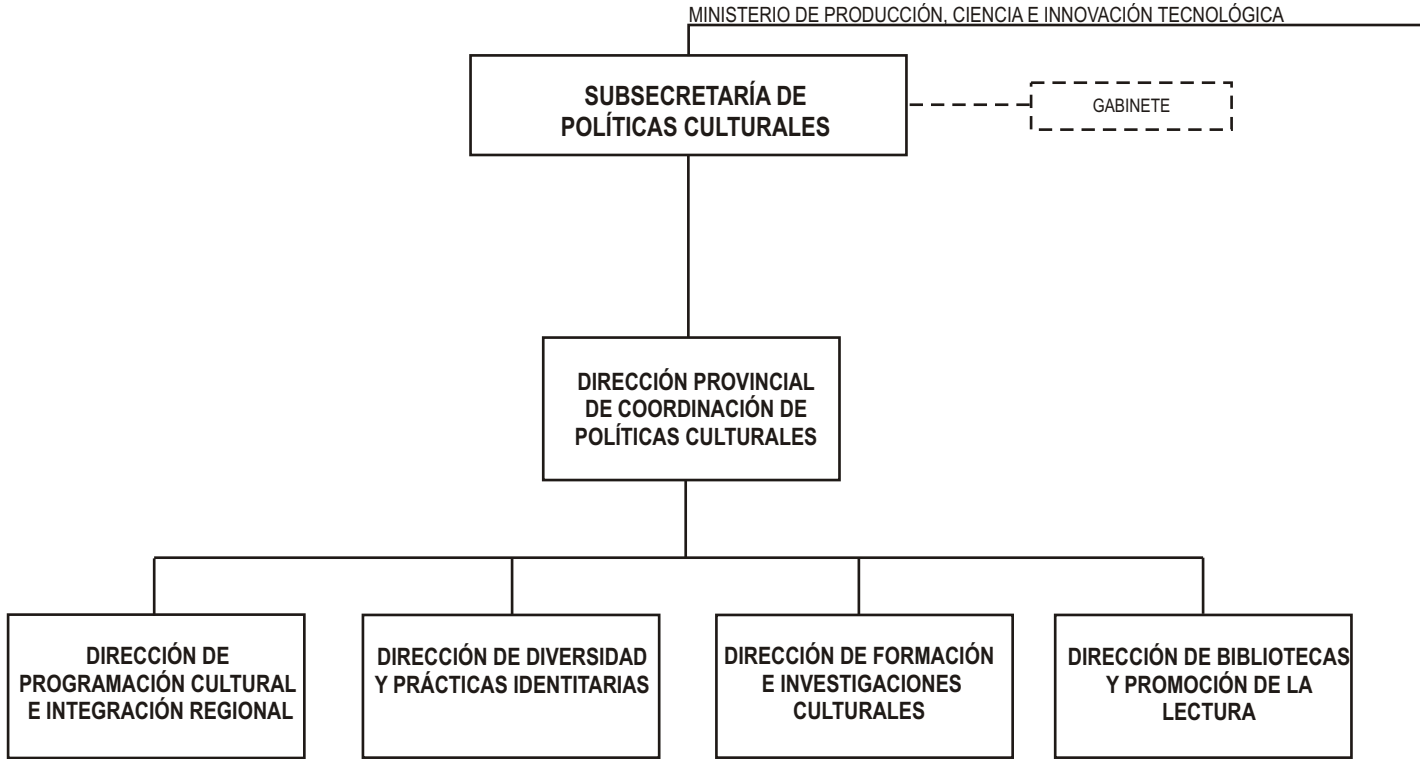 MINISTERIO DE PRODUCCIÓN, CIENCIA E INNOVACIÓN TECNOLÓGICA
SUBSECRETARÍA DE
POLÍTICAS CULTURALES
GABINETE
DIRECCIÓN PROVINCIAL
DE COORDINACIÓN DE
POLÍTICAS CULTURALES
DIRECCIÓN DE
PROGRAMACIÓN CULTURAL
E INTEGRACIÓN REGIONAL
DIRECCIÓN DE DIVERSIDAD
Y PRÁCTICAS IDENTITARIAS
DIRECCIÓN DE FORMACIÓN
E INVESTIGACIONES
CULTURALES
DIRECCIÓN DE BIBLIOTECAS
Y PROMOCIÓN DE LA
LECTURA